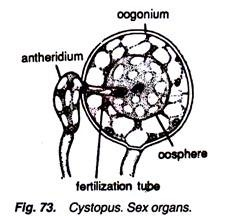 oogonium
antheridium
oosphere
fertilization tube
Fig. 73. Cystopus. Sex organs.